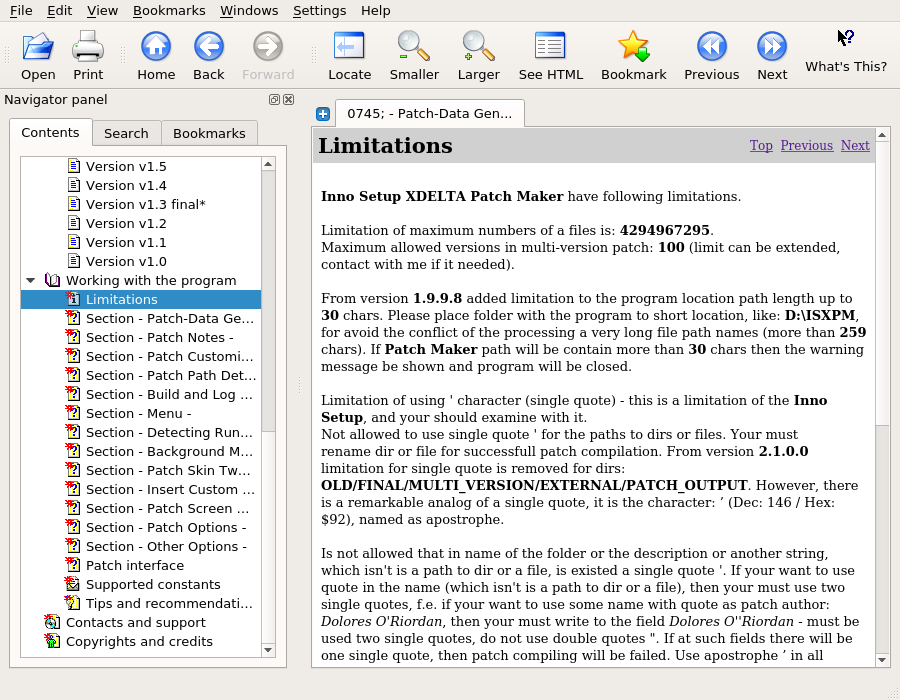 File Edit View Bookmarks Windows Settings Help
Open Print Home Back Forward Locate Smaller Larger See HTML Bookmark Previous Next What's This?
Navigator panel
Contents Search Bookmarks
Version v1.5
Version v1.4
Version v1.3 final*
Version v1.2
Version v1.1
Version v1.0
Working with the program
Limitations
Section - Patch-Data Ge...
Section - Patch Notes -
Section - Patch Customi...
Section - Patch Path Det...
Section - Build and Log ...
Section - Menu -
Section - Detecting Run...
Section - Background M...
Section - Patch Skin Tw...
Section - Insert Custom ...
Section - Patch Screen ...
Section - Patch Options -
Section - Other Options -
Patch interface
Supported constants
Tips and recommendati...
Contacts and support
Copyrights and credits
0745; - Patch-Data Gen...
Limitations Top Previous Next
Inno Setup XDELTA Patch Maker have following limitations.
Limitation of maximum numbers of a files is: 4294967295.
Maximum allowed versions in multi-version patch: 100 (limit can be extended,
contact with me if it needed).
From version 1.9.9.8 added limitation to the program location path length up to
30 chars. Please place folder with the program to short location, like: D:\ISXPM,
for avoid the conflict of the processing a very long file path names (more than 259
chars). If Patch Maker path will be contain more than 30 chars then the warning
message be shown and program will be closed.
Limitation of using ' character (single quote) - this is a limitation of the Inno
Setup, and your should examine with it.
Not allowed to use single quote ' for the paths to dirs or files. Your must
rename dir or file for successfull patch compilation. From version 2.1.0.0
limitation for single quote is removed for dirs:
OLD/FINAL/MULTI_VERSION/EXTERNAL/PATCH_OUTPUT. However, there
is a remarkable analog of a single quote, it is the character: ’ (Dec: 146 / Hex:
$92), named as apostrophe.
Is not allowed that in name of the folder or the description or another string,
which isn't is a path to dir or a file, is existed a single quote '. If your want to use
quote in the name (which isn't is a path to dir or a file), then your must use two
single quotes, f.e. if your want to use some name with quote as patch author:
Dolores O'Riordan, then your must write to the field Dolores O''Riordan - must be
used two single quotes, do not use double quotes ". If at such fields there will be
one single quote, then patch compiling will be failed. Use apostrophe ’ in all